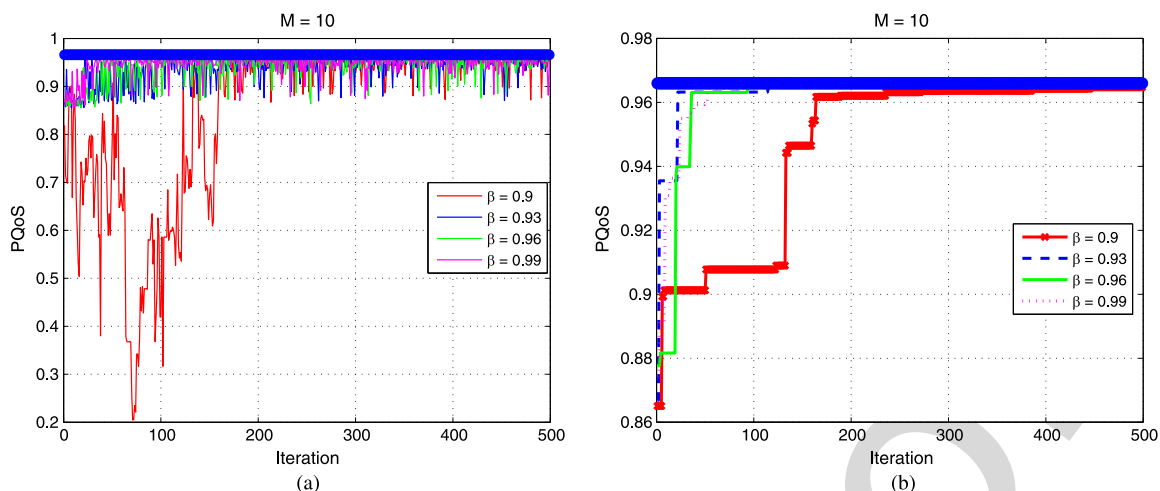 M = 10
1
0.9
0.8
0.7
0.6
0.5
0.4
0.3
0.2
PQoS
0 100 200 300 400 500
Iteration
β = 0.9
β = 0.93
β = 0.96
β = 0.99
(a)
M = 10
0.98
0.96
0.94
0.92
0.9
0.88
0.86
PQoS
0 100 200 300 400 500
Iteration
β = 0.9
β = 0.93
β = 0.96
β = 0.99
(b)